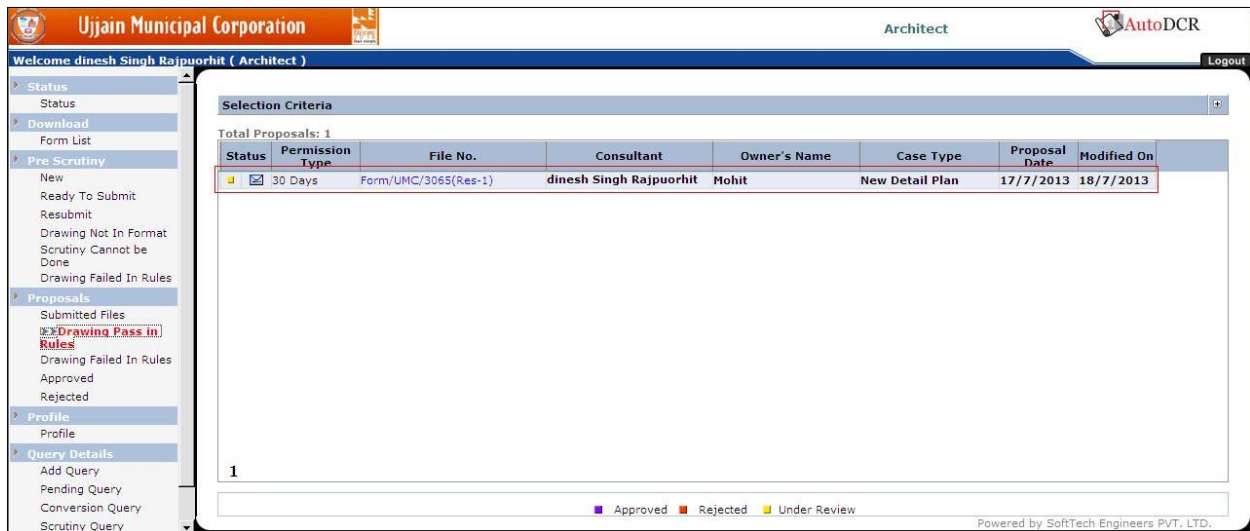 Ujjain Municipal Corporation
Architect
AutoDCR
Welcome dinesh Singh Rajpuorhit ( Architect )
Logout
Status
Status
Download
Form List
Pre Scrutiny
New
Ready To Submit
Resubmit
Drawing Not In Format
Scrutiny Cannot be
Done
Drawing Failed In Rules
Proposals
Submitted Files
Drawing Pass in
Rules
Drawing Failed In Rules
Approved
Rejected
Profile
Profile
Query Details
Add Query
Pending Query
Conversion Query
Scrutiny Query
Selection Criteria
Total Proposals: 1
Status Permission Type File No. Consultant Owner's Name Case Type Proposal Date Modified On
30 Days Form/UMC/3065(Res-1) dinesh Singh Rajpuorhit Mohit New Detail Plan 17/7/2013 18/7/2013
1
Approved Rejected Under Review
Powered by SoftTech Engineers PVT. LTD.